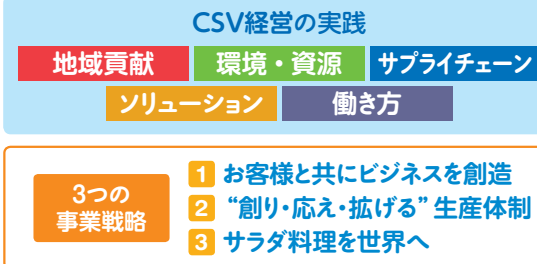 CSV経営の実践
地域貢献 環境・資源 サプライチェーン
ソリューション 働き方
3つの
事業戦略
1 お客様と共にビジネスを創造
2 “創り・応え・拡げる”生産体制
3 サラダ料理を世界へ